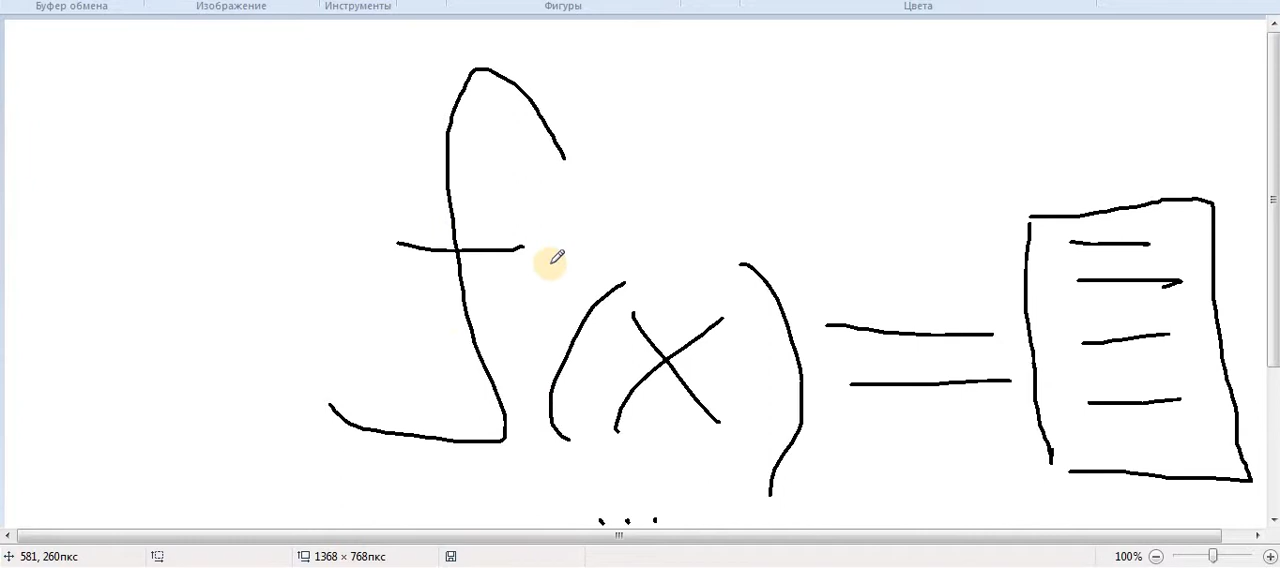 Буфер обмена Изображение Инструменты Фигуры Цвета
f(x) =
...
581, 260пкс 1368 × 768пкс 100%